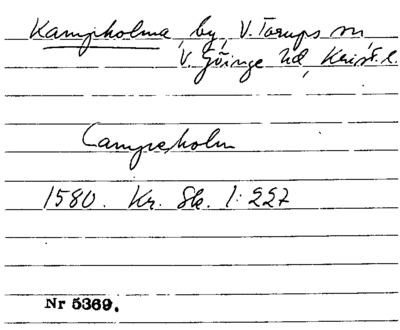 Kampholma, by, V. Torups sn,
V. Göinge hd, Krist. l.
Campeholm
1580. Kr. Sk. 1: 227
Nr 5369.